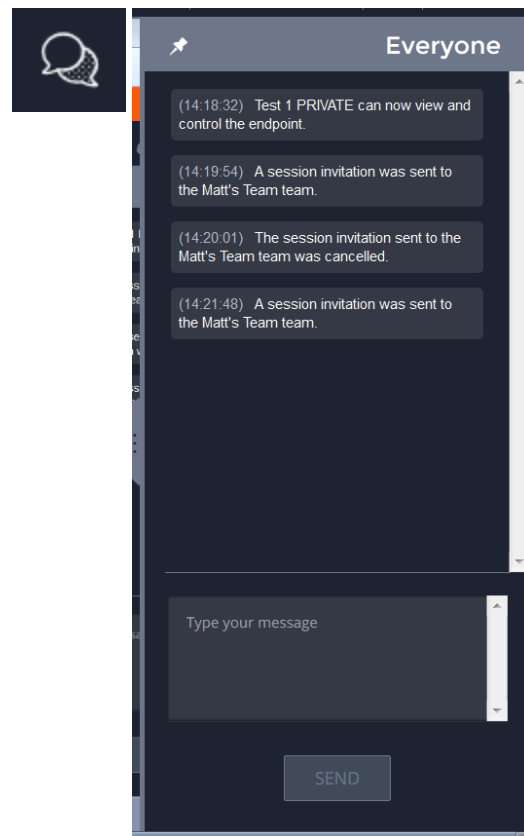 Everyone
(14:18:32) Test 1 PRIVATE can now view and
control the endpoint.
(14:19:54) A session invitation was sent to
the Matt's Team team.
(14:20:01) The session invitation sent to the
Matt's Team team was cancelled.
(14:21:48) A session invitation was sent to
the Matt's Team team.
Type your message
SEND